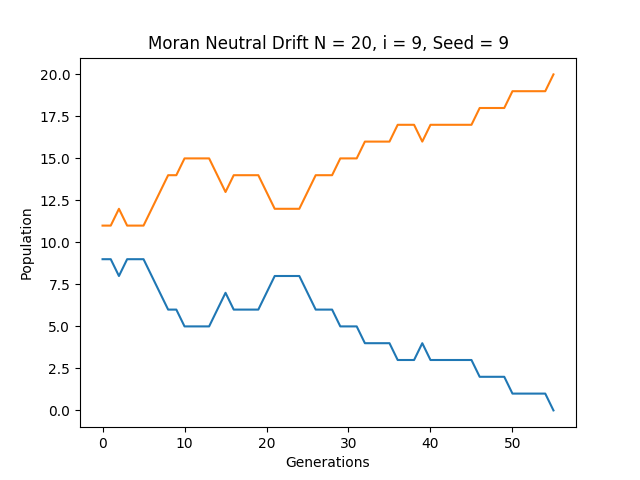 Moran Neutral Drift N = 20, i = 9, Seed = 9
20.0
17.5
15.0
12.5
10.0
7.5
5.0
2.5
0.0
Population
0 10 20 30 40 50
Generations